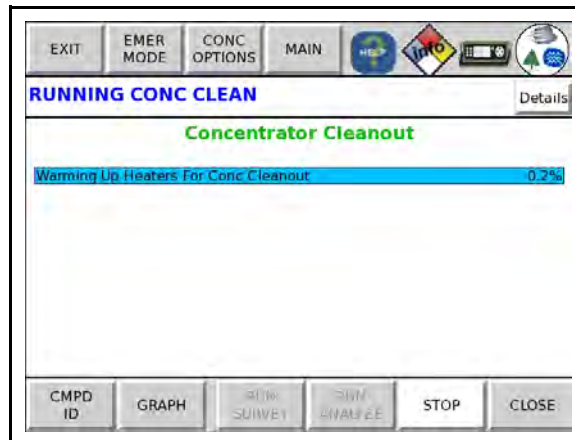 EXIT
EMER MODE
CONC OPTIONS
MAIN
HELP
info
RUNNING CONC CLEAN
Details
Concentrator Cleanout
Warming Up Heaters For Conc Cleanout 0.2%
CMPD ID
GRAPH
RUN SURVEY
RUN ANALYZE
STOP
CLOSE